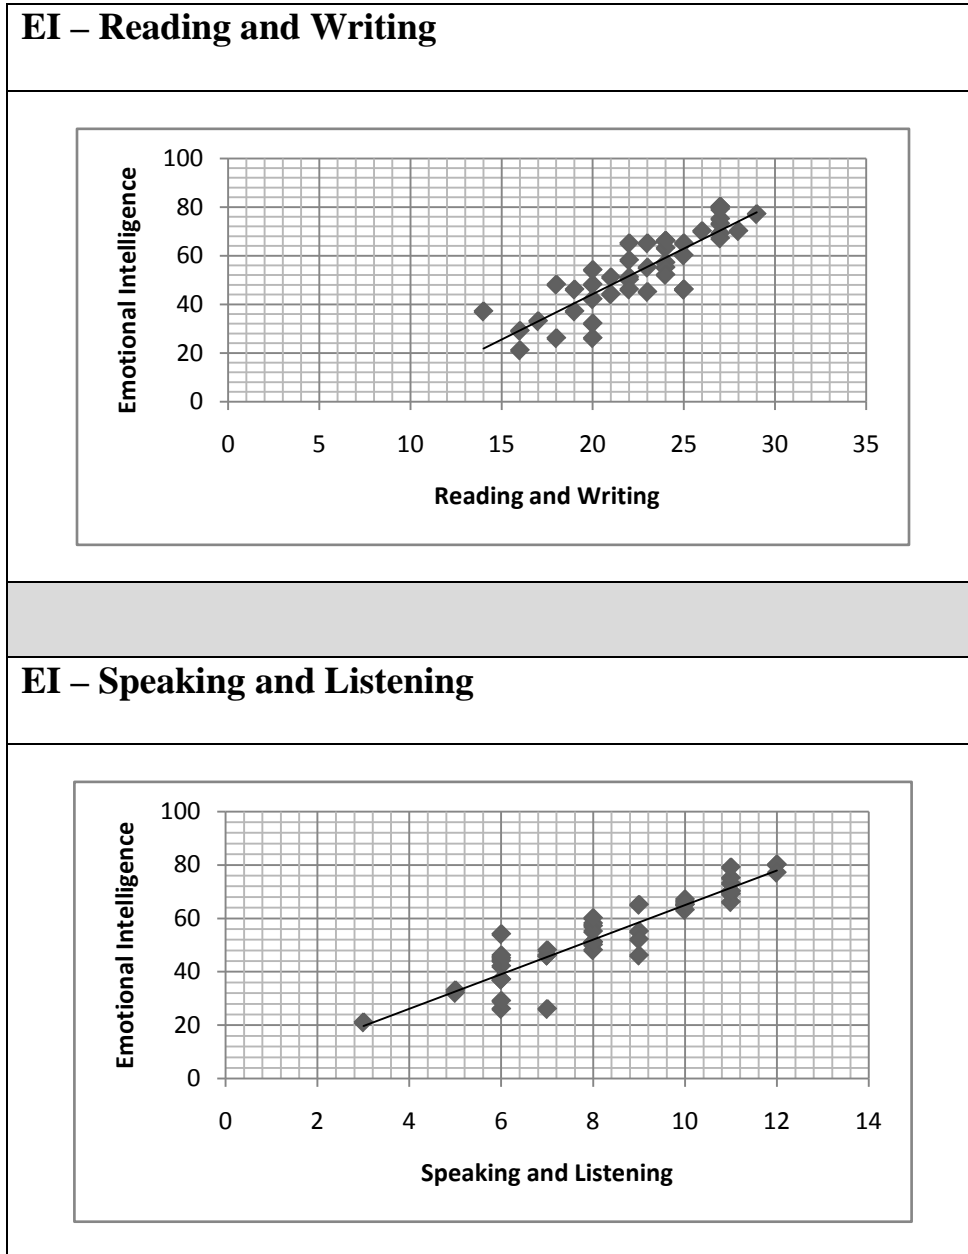 EI – Reading and Writing
Emotional Intelligence
100
80
60
40
20
0
0 5 10 15 20 25 30 35
Reading and Writing
EI – Speaking and Listening
Emotional Intelligence
100
80
60
40
20
0
0 2 4 6 8 10 12 14
Speaking and Listening